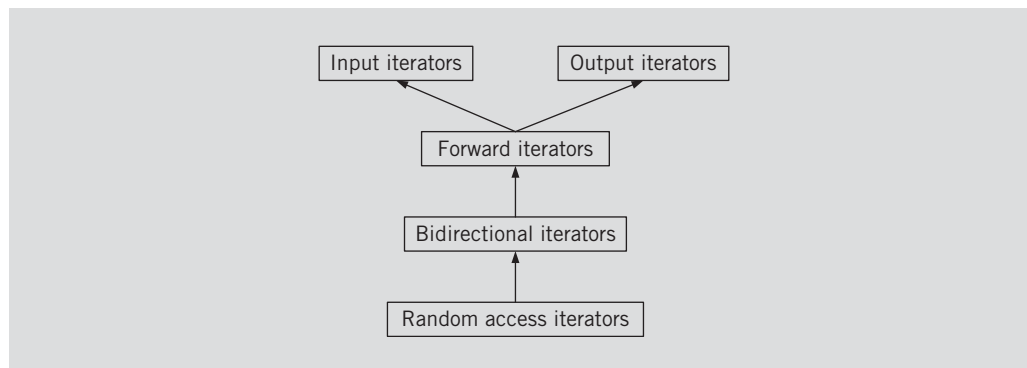 Input iterators
Output iterators
Forward iterators
Bidirectional iterators
Random access iterators